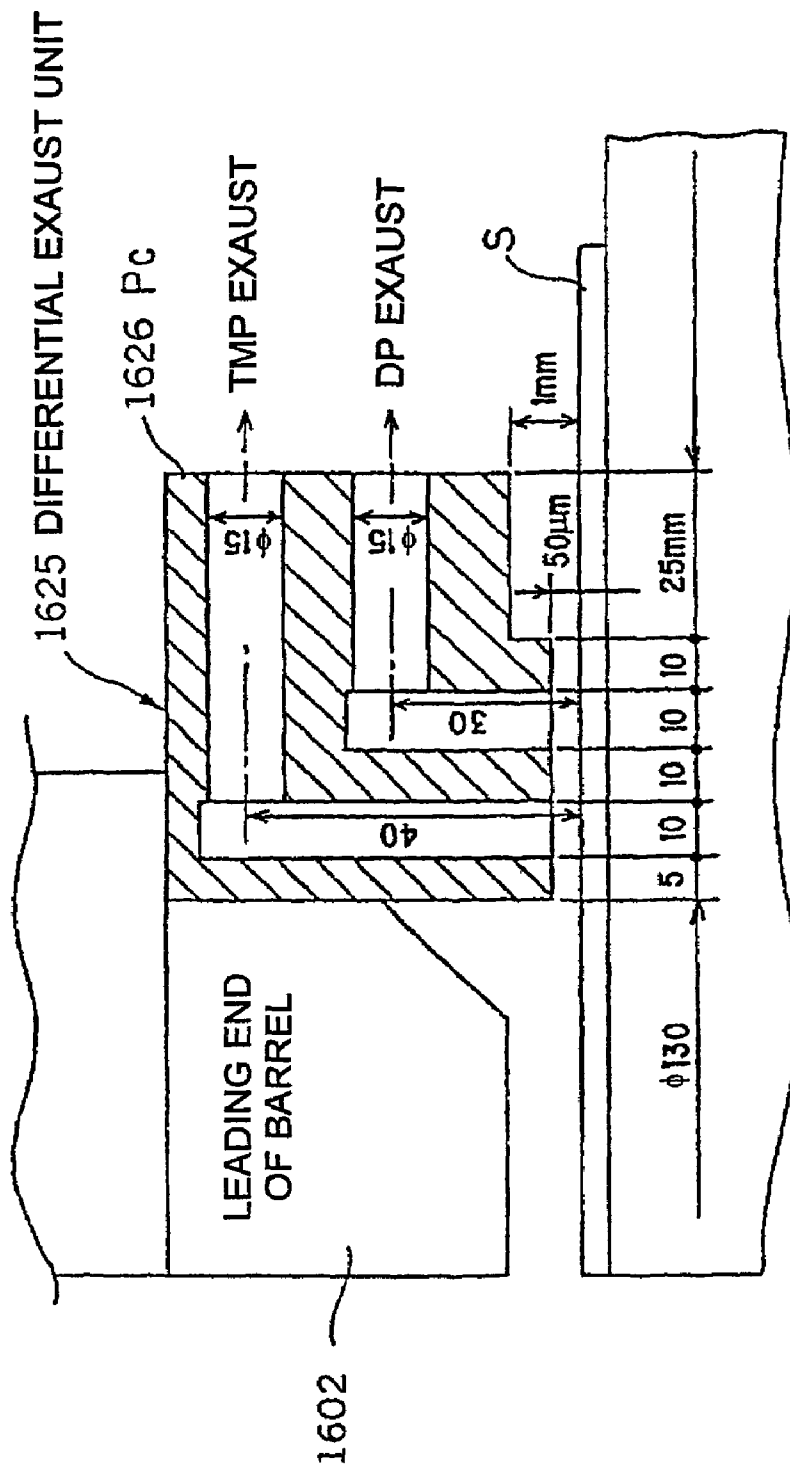 1625 DIFFERENTIAL EXAUST UNIT
1626 Pc
TMP EXAUST
DP EXAUST
S
φ15
φ15
1mm
50μm
30
40
LEADING END
OF BARREL
1602
φ130
5
10
10
10
10
25mm